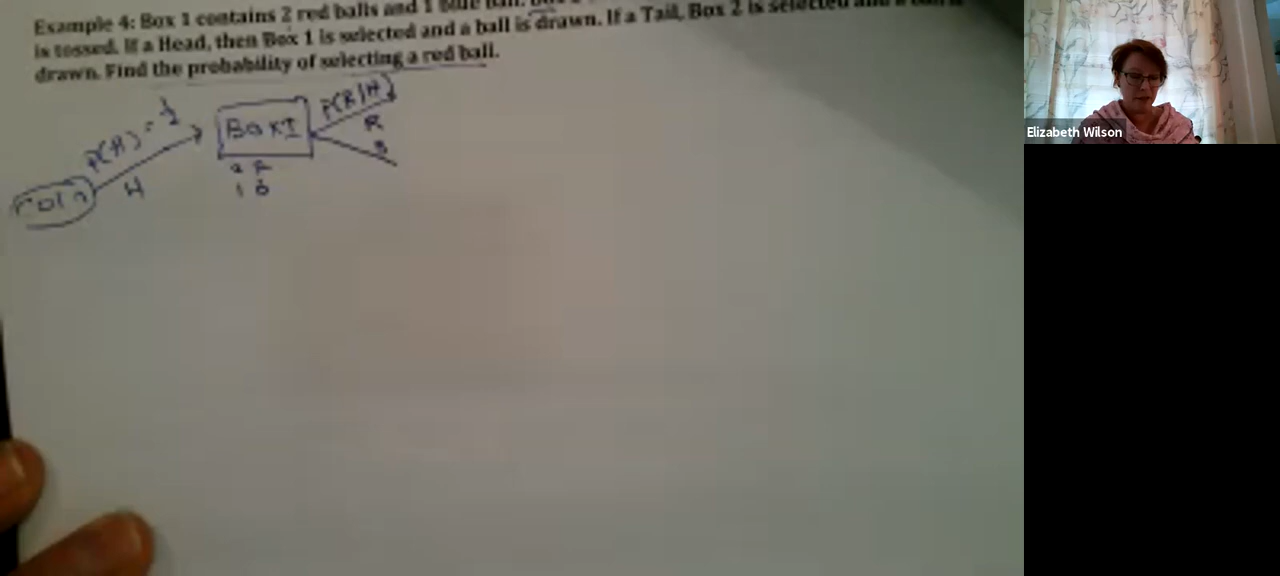 Example 4: Box 1 contains 2 red balls and 1 blue ball.
is tossed. If a Head, then Box 1 is selected and a ball is drawn. If a Tail, Box 2 is selected
drawn. Find the probability of selecting a red ball.
P(H) = 1/2
Box I
P(R|H)
R
B
2 R
1 b
coin
H
Elizabeth Wilson